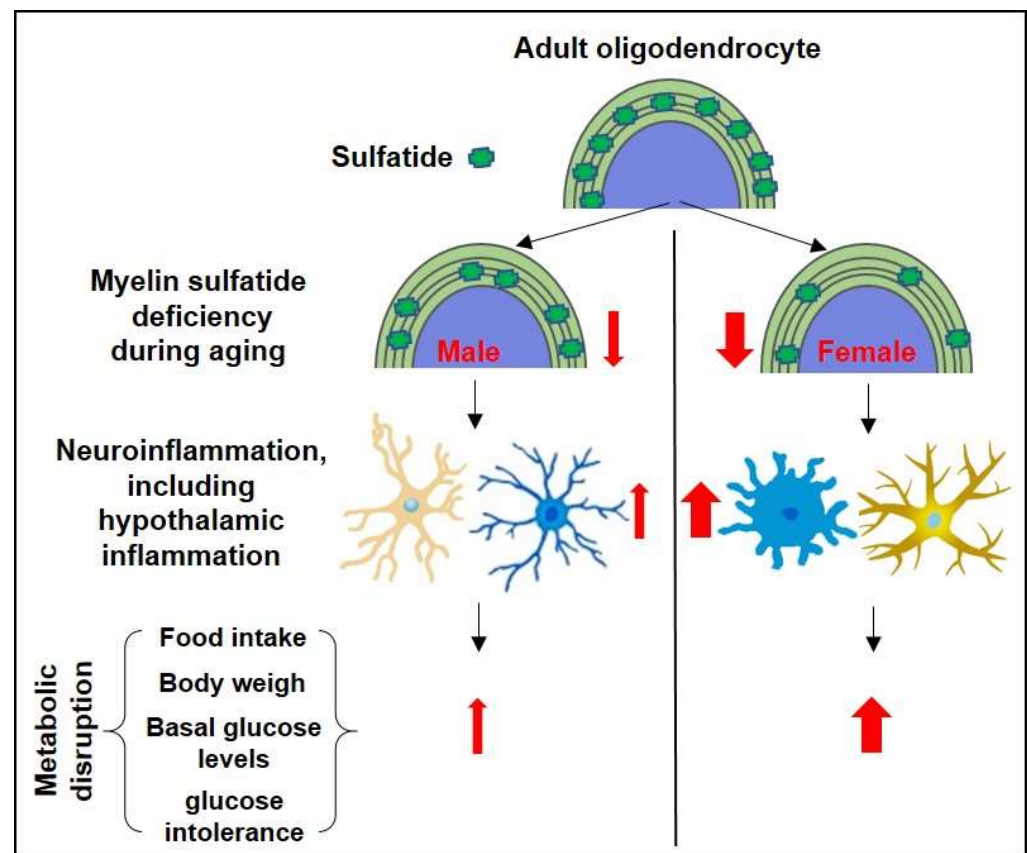 Adult oligodendrocyte
Sulfatide
Myelin sulfatide
deficiency
during aging
Male
Female
Neuroinflammation,
including
hypothalamic
inflammation
Metabolic
disruption
Food intake
Body weigh
Basal glucose
levels
glucose
intolerance